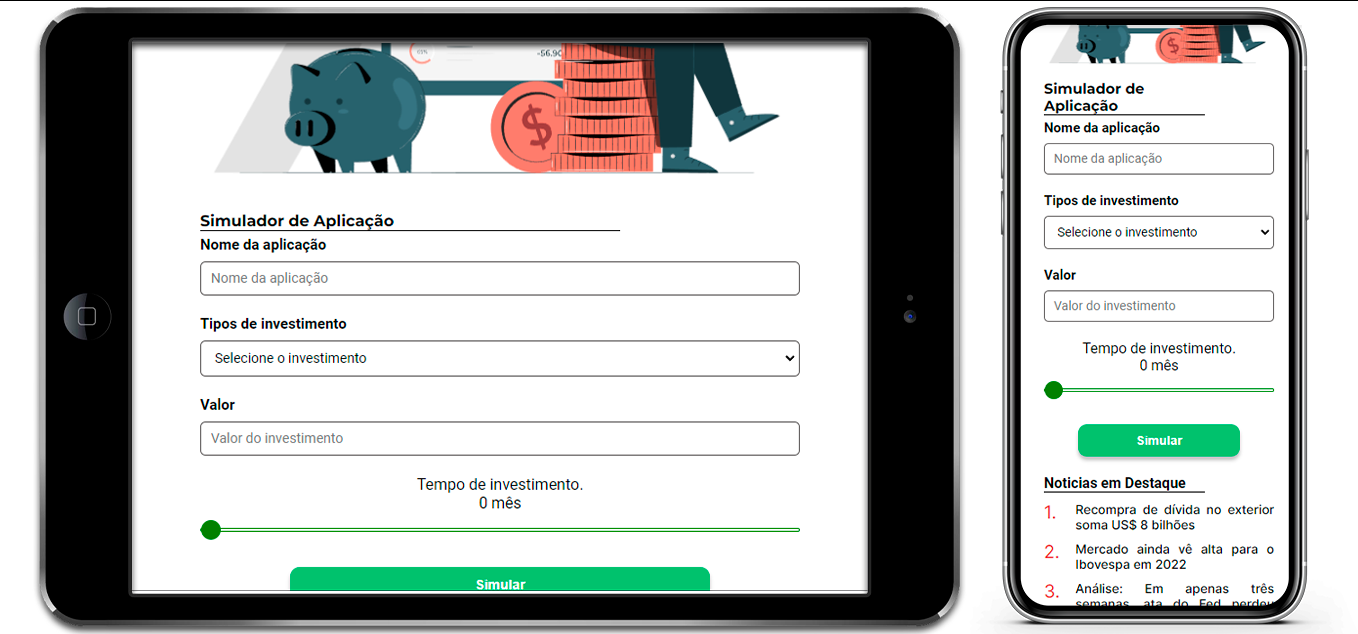 -56.90
Simulador de Aplicação
Nome da aplicação
Nome da aplicação
Tipos de investimento
Selecione o investimento
Valor
Valor do investimento
Tempo de investimento.
0 mês
Simular
Simulador de
Aplicação
Nome da aplicação
Nome da aplicação
Tipos de investimento
Selecione o investimento
Valor
Valor do investimento
Tempo de investimento.
0 mês
Simular
Noticias em Destaque
1. Recompra de dívida no exterior
soma US$ 8 bilhões
2. Mercado ainda vê alta para o
Ibovespa em 2022
3. Análise: Em apenas três
semanas, ata do Fed perdeu